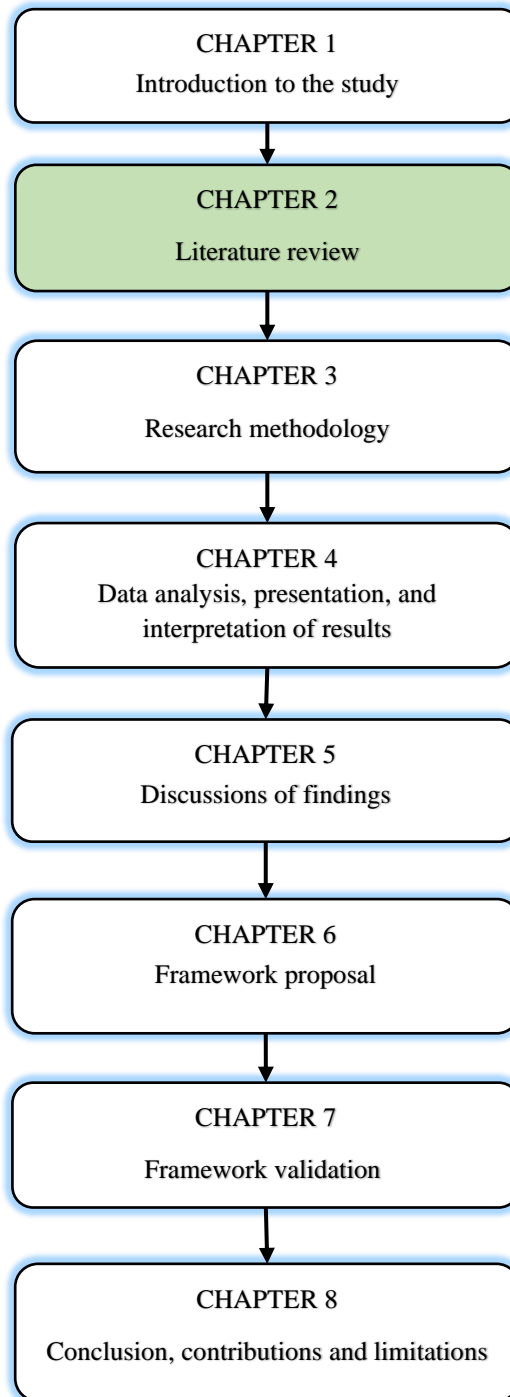 CHAPTER 1
Introduction to the study
CHAPTER 2
Literature review
CHAPTER 3
Research methodology
CHAPTER 4
Data analysis, presentation, and
interpretation of results
CHAPTER 5
Discussions of findings
CHAPTER 6
Framework proposal
CHAPTER 7
Framework validation
CHAPTER 8
Conclusion, contributions and limitations